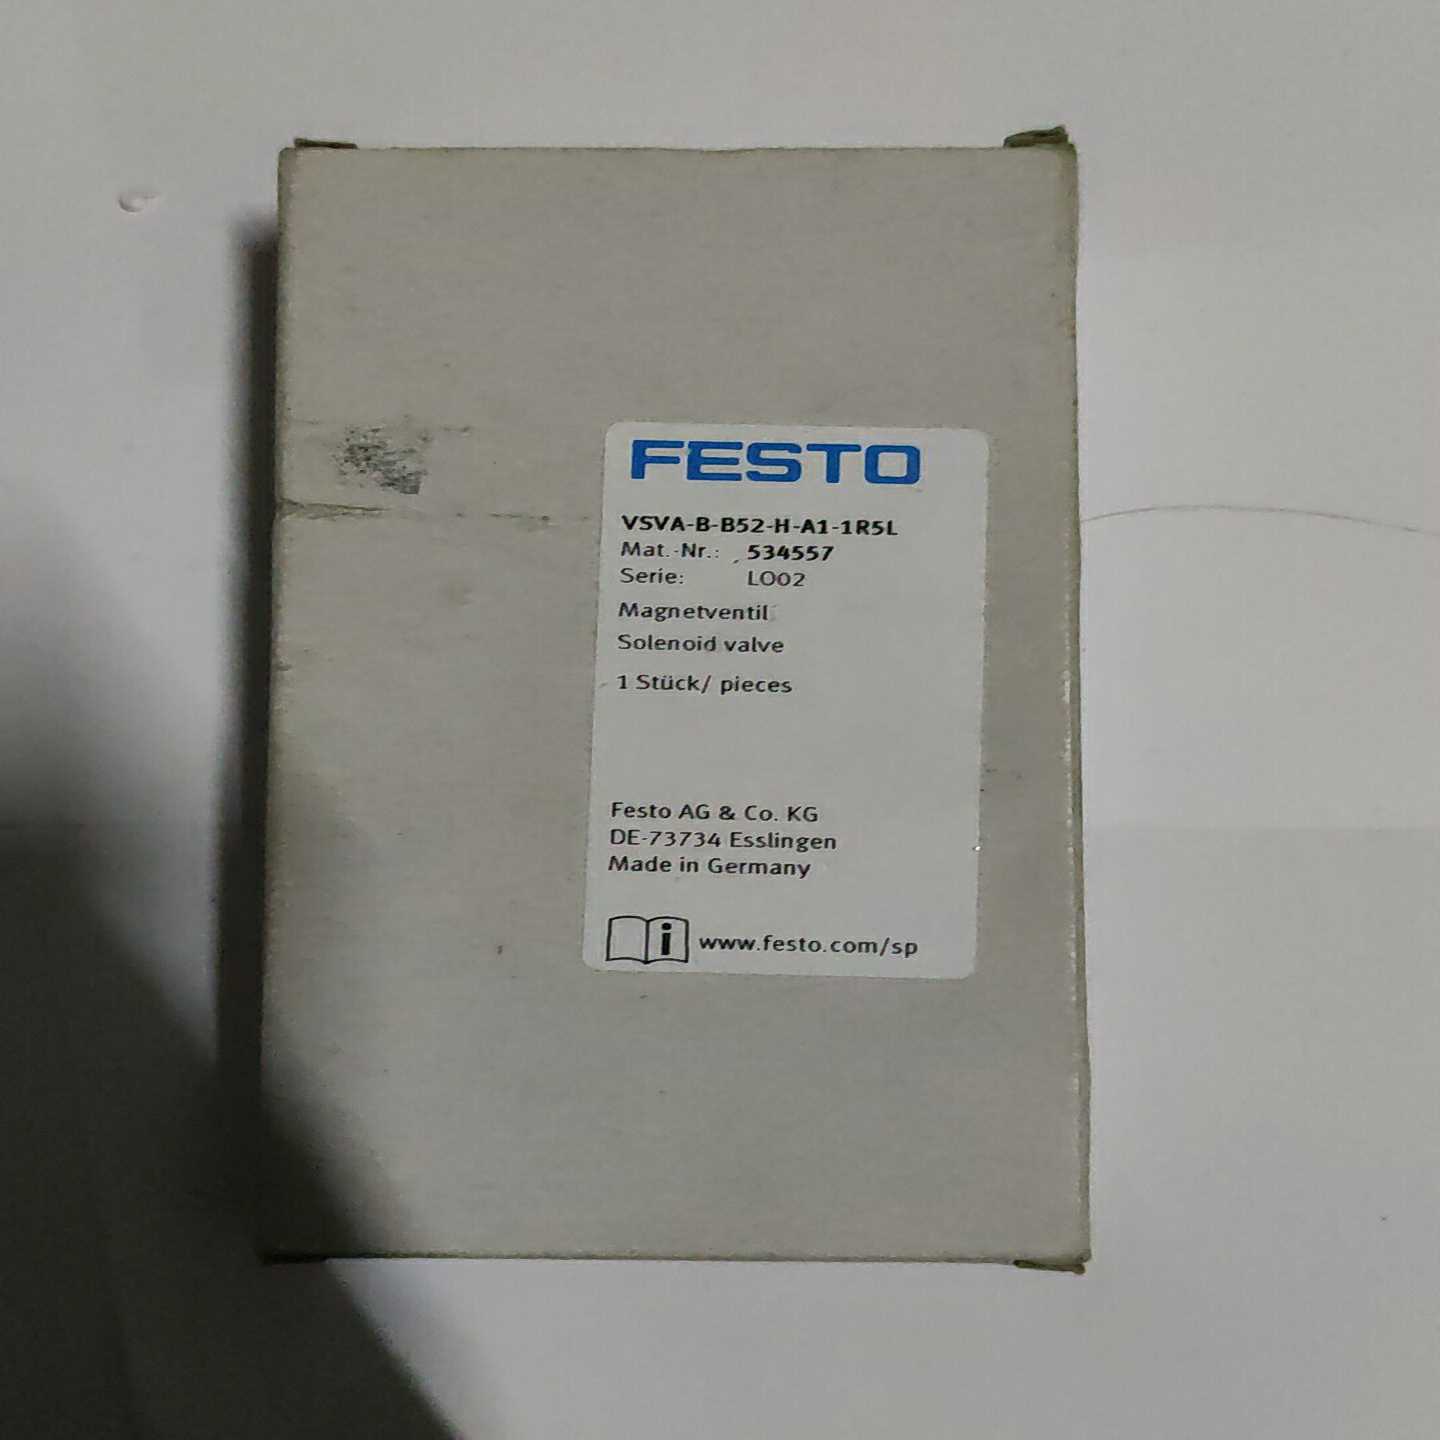 FESTO
VSVA-B-B52-H-A1-1R5L
Mat.-Nr.: 534557
Serie: LO02
Magnetventil
Solenoid valve
1 Stück/ pieces
Festo AG & Co. KG
DE-73734 Esslingen
Made in Germany
i www.festo.com/sp